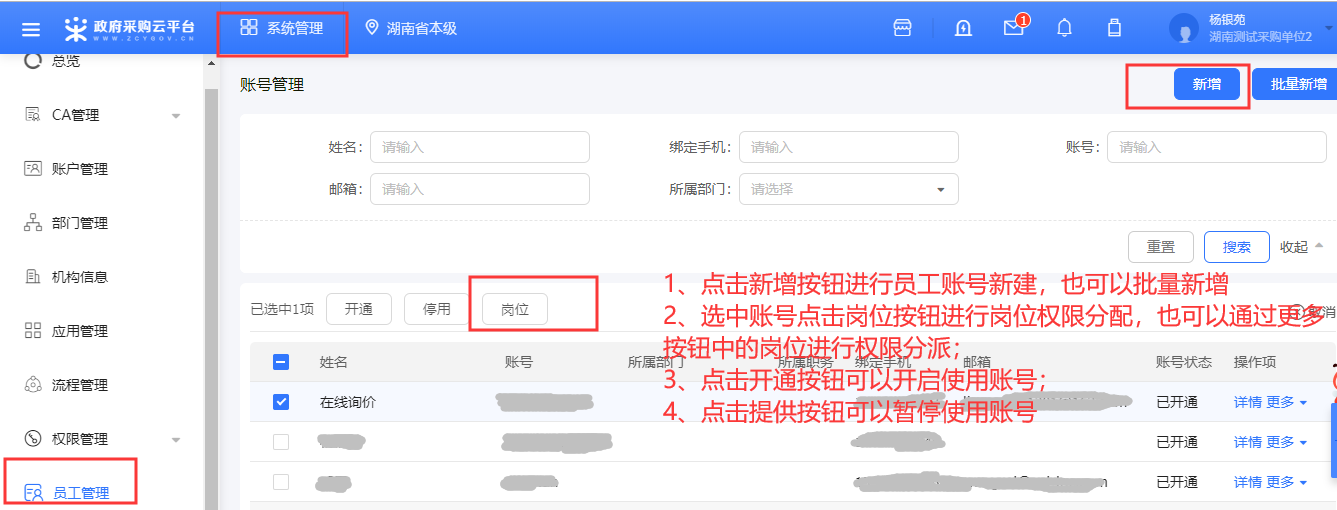 政府采购云平台 系统管理 湖南省本级 1 杨银苑
WWW.ZCYGOV.CN 湖南测试采购单位2
总览
账号管理 新增 批量新增
CA管理
姓名: 请输入 绑定手机: 请输入 账号: 请输入
账户管理
邮箱: 请输入 所属部门: 请选择
部门管理
重置 搜索 收起
机构信息
1、点击新增按钮进行员工账号新建，也可以批量新增
已选中1项 开通 停用 岗位
2、选中账号点击岗位按钮进行岗位权限分配，也可以通过更多
取消
应用管理
按钮中的岗位进行权限分派；
姓名 账号 所属部门 所属职务 绑定手机 邮箱 账号状态 操作项
流程管理
3、点击开通按钮可以开启使用账号；
在线询价 已开通 详情 更多
4、点击提供按钮可以暂停使用账号
权限管理
已开通 详情 更多
已开通 详情 更多
员工管理